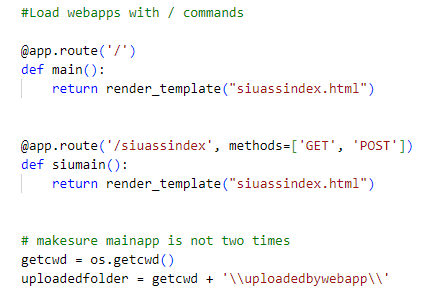 #Load webapps with / commands
@app.route('/')
def main():
    return render_template("siuassindex.html")
@app.route('/siuassindex', methods=['GET', 'POST'])
def siumain():
    return render_template("siuassindex.html")
# makesure mainapp is not two times
getcwd = os.getcwd()
uploadedfolder = getcwd + '\\uploadedbywebapp\\'